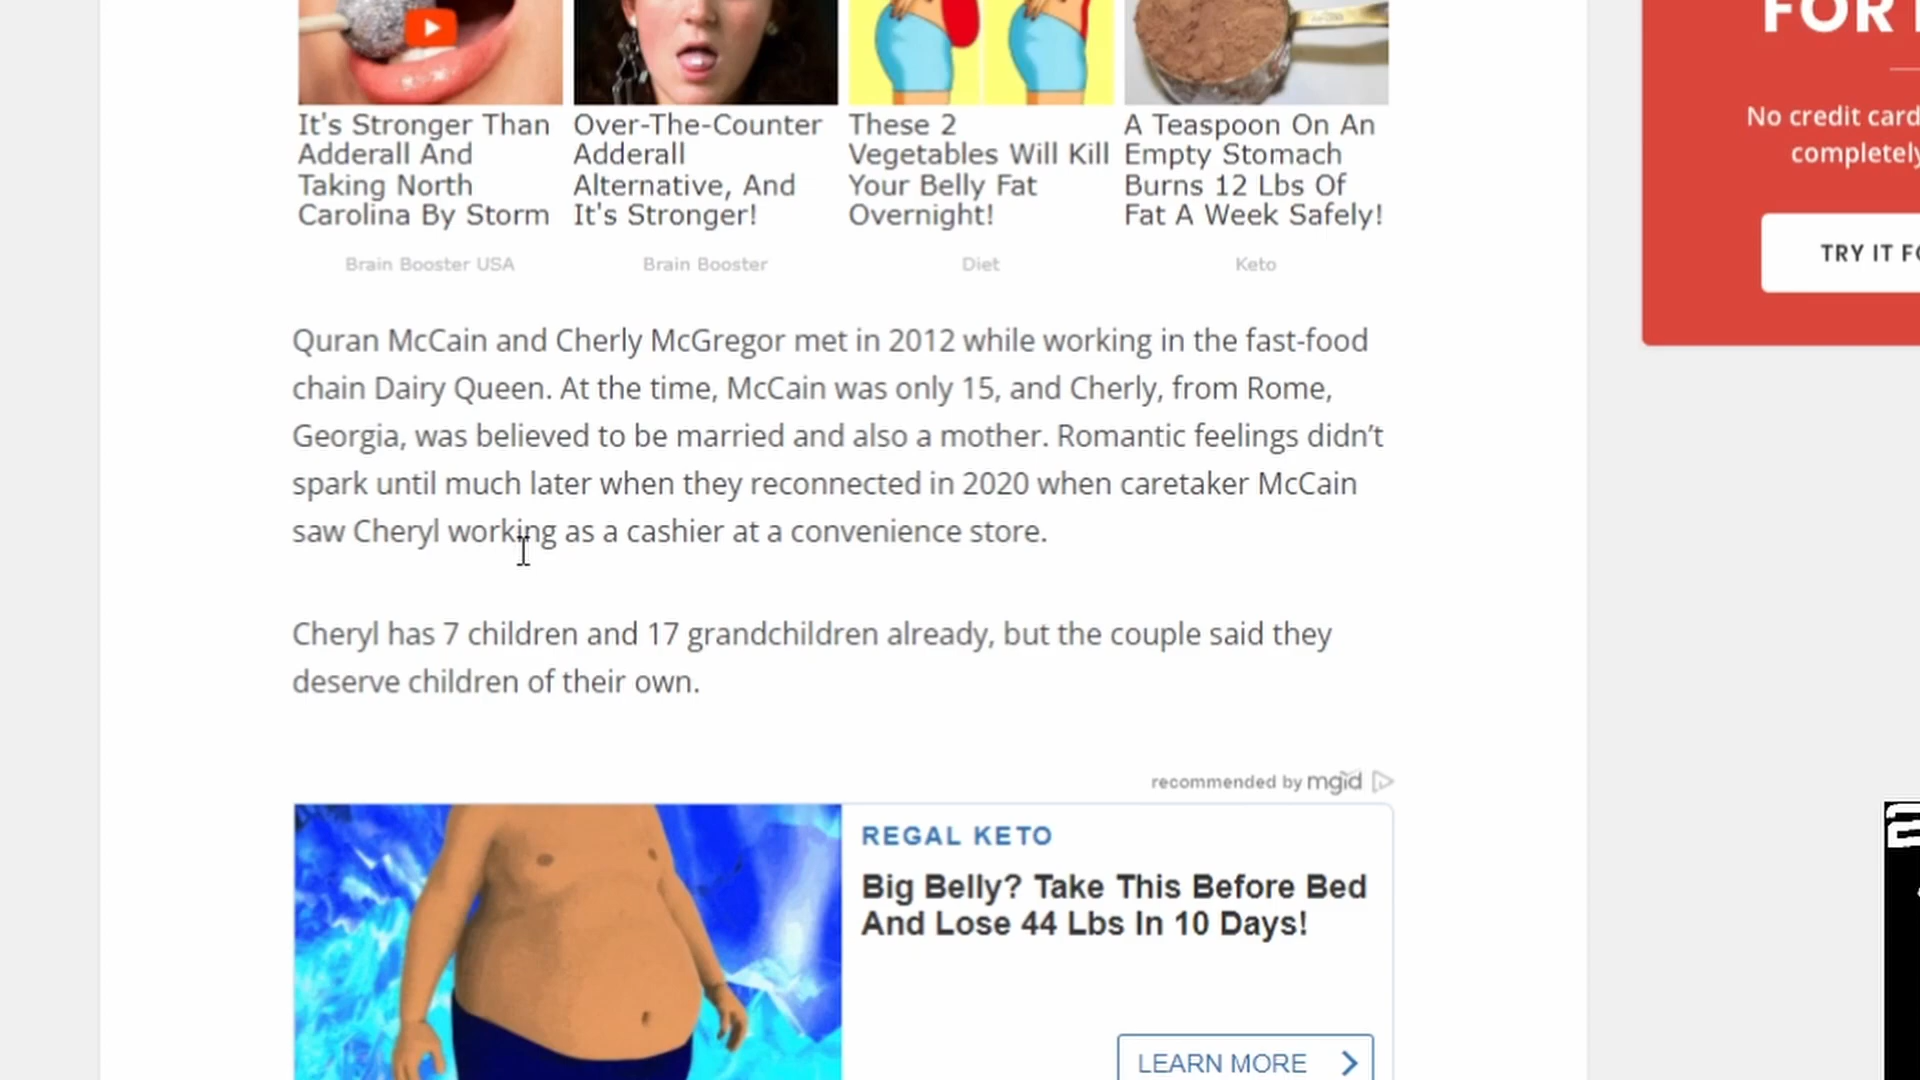 FOR
No credit card
completely
TRY IT FO
It's Stronger Than
Adderall And
Taking North
Carolina By Storm
Brain Booster USA
Over-The-Counter
Adderall
Alternative, And
It's Stronger!
Brain Booster
These 2
Vegetables Will Kill
Your Belly Fat
Overnight!
Diet
A Teaspoon On An
Empty Stomach
Burns 12 Lbs Of
Fat A Week Safely!
Keto
Quran McCain and Cherly McGregor met in 2012 while working in the fast-food
chain Dairy Queen. At the time, McCain was only 15, and Cherly, from Rome,
Georgia, was believed to be married and also a mother. Romantic feelings didn’t
spark until much later when they reconnected in 2020 when caretaker McCain
saw Cheryl working as a cashier at a convenience store.
Cheryl has 7 children and 17 grandchildren already, but the couple said they
deserve children of their own.
recommended by mgid
REGAL KETO
Big Belly? Take This Before Bed
And Lose 44 Lbs In 10 Days!
LEARN MORE